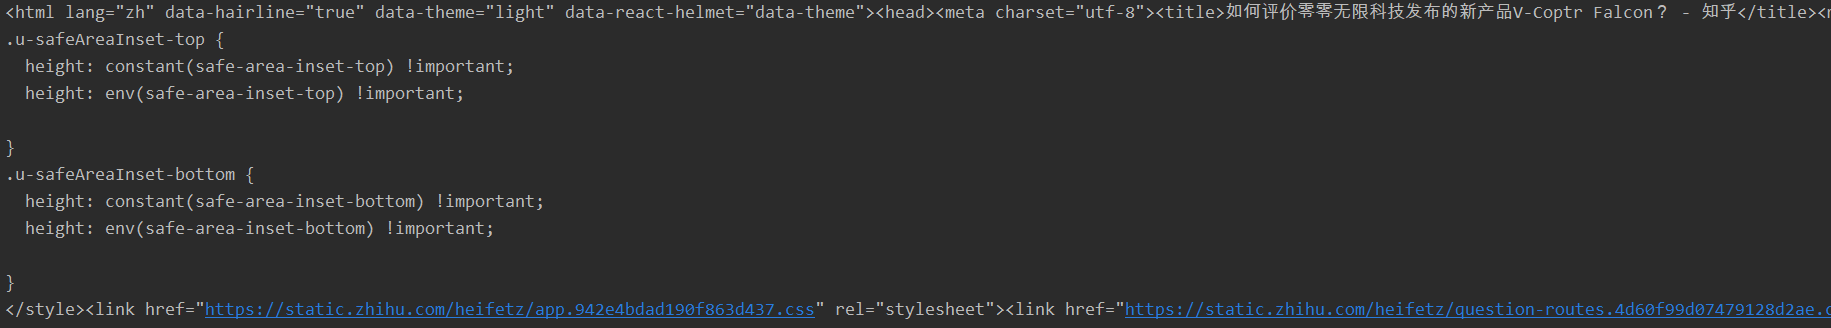 <html lang="zh" data-hairline="true" data-theme="light" data-react-helmet="data-theme"><head><meta charset="utf-8"><title>如何评价零零无限科技发布的新产品V-Coptr Falcon？ - 知乎</title><
.u-safeAreaInset-top {
  height: constant(safe-area-inset-top) !important;
  height: env(safe-area-inset-top) !important;
}
.u-safeAreaInset-bottom {
  height: constant(safe-area-inset-bottom) !important;
  height: env(safe-area-inset-bottom) !important;
}
</style><link href="https://static.zhihu.com/heifetz/app.942e4bdad190f863d437.css" rel="stylesheet"><link href="https://static.zhihu.com/heifetz/question-routes.4d60f99d07479128d2ae.